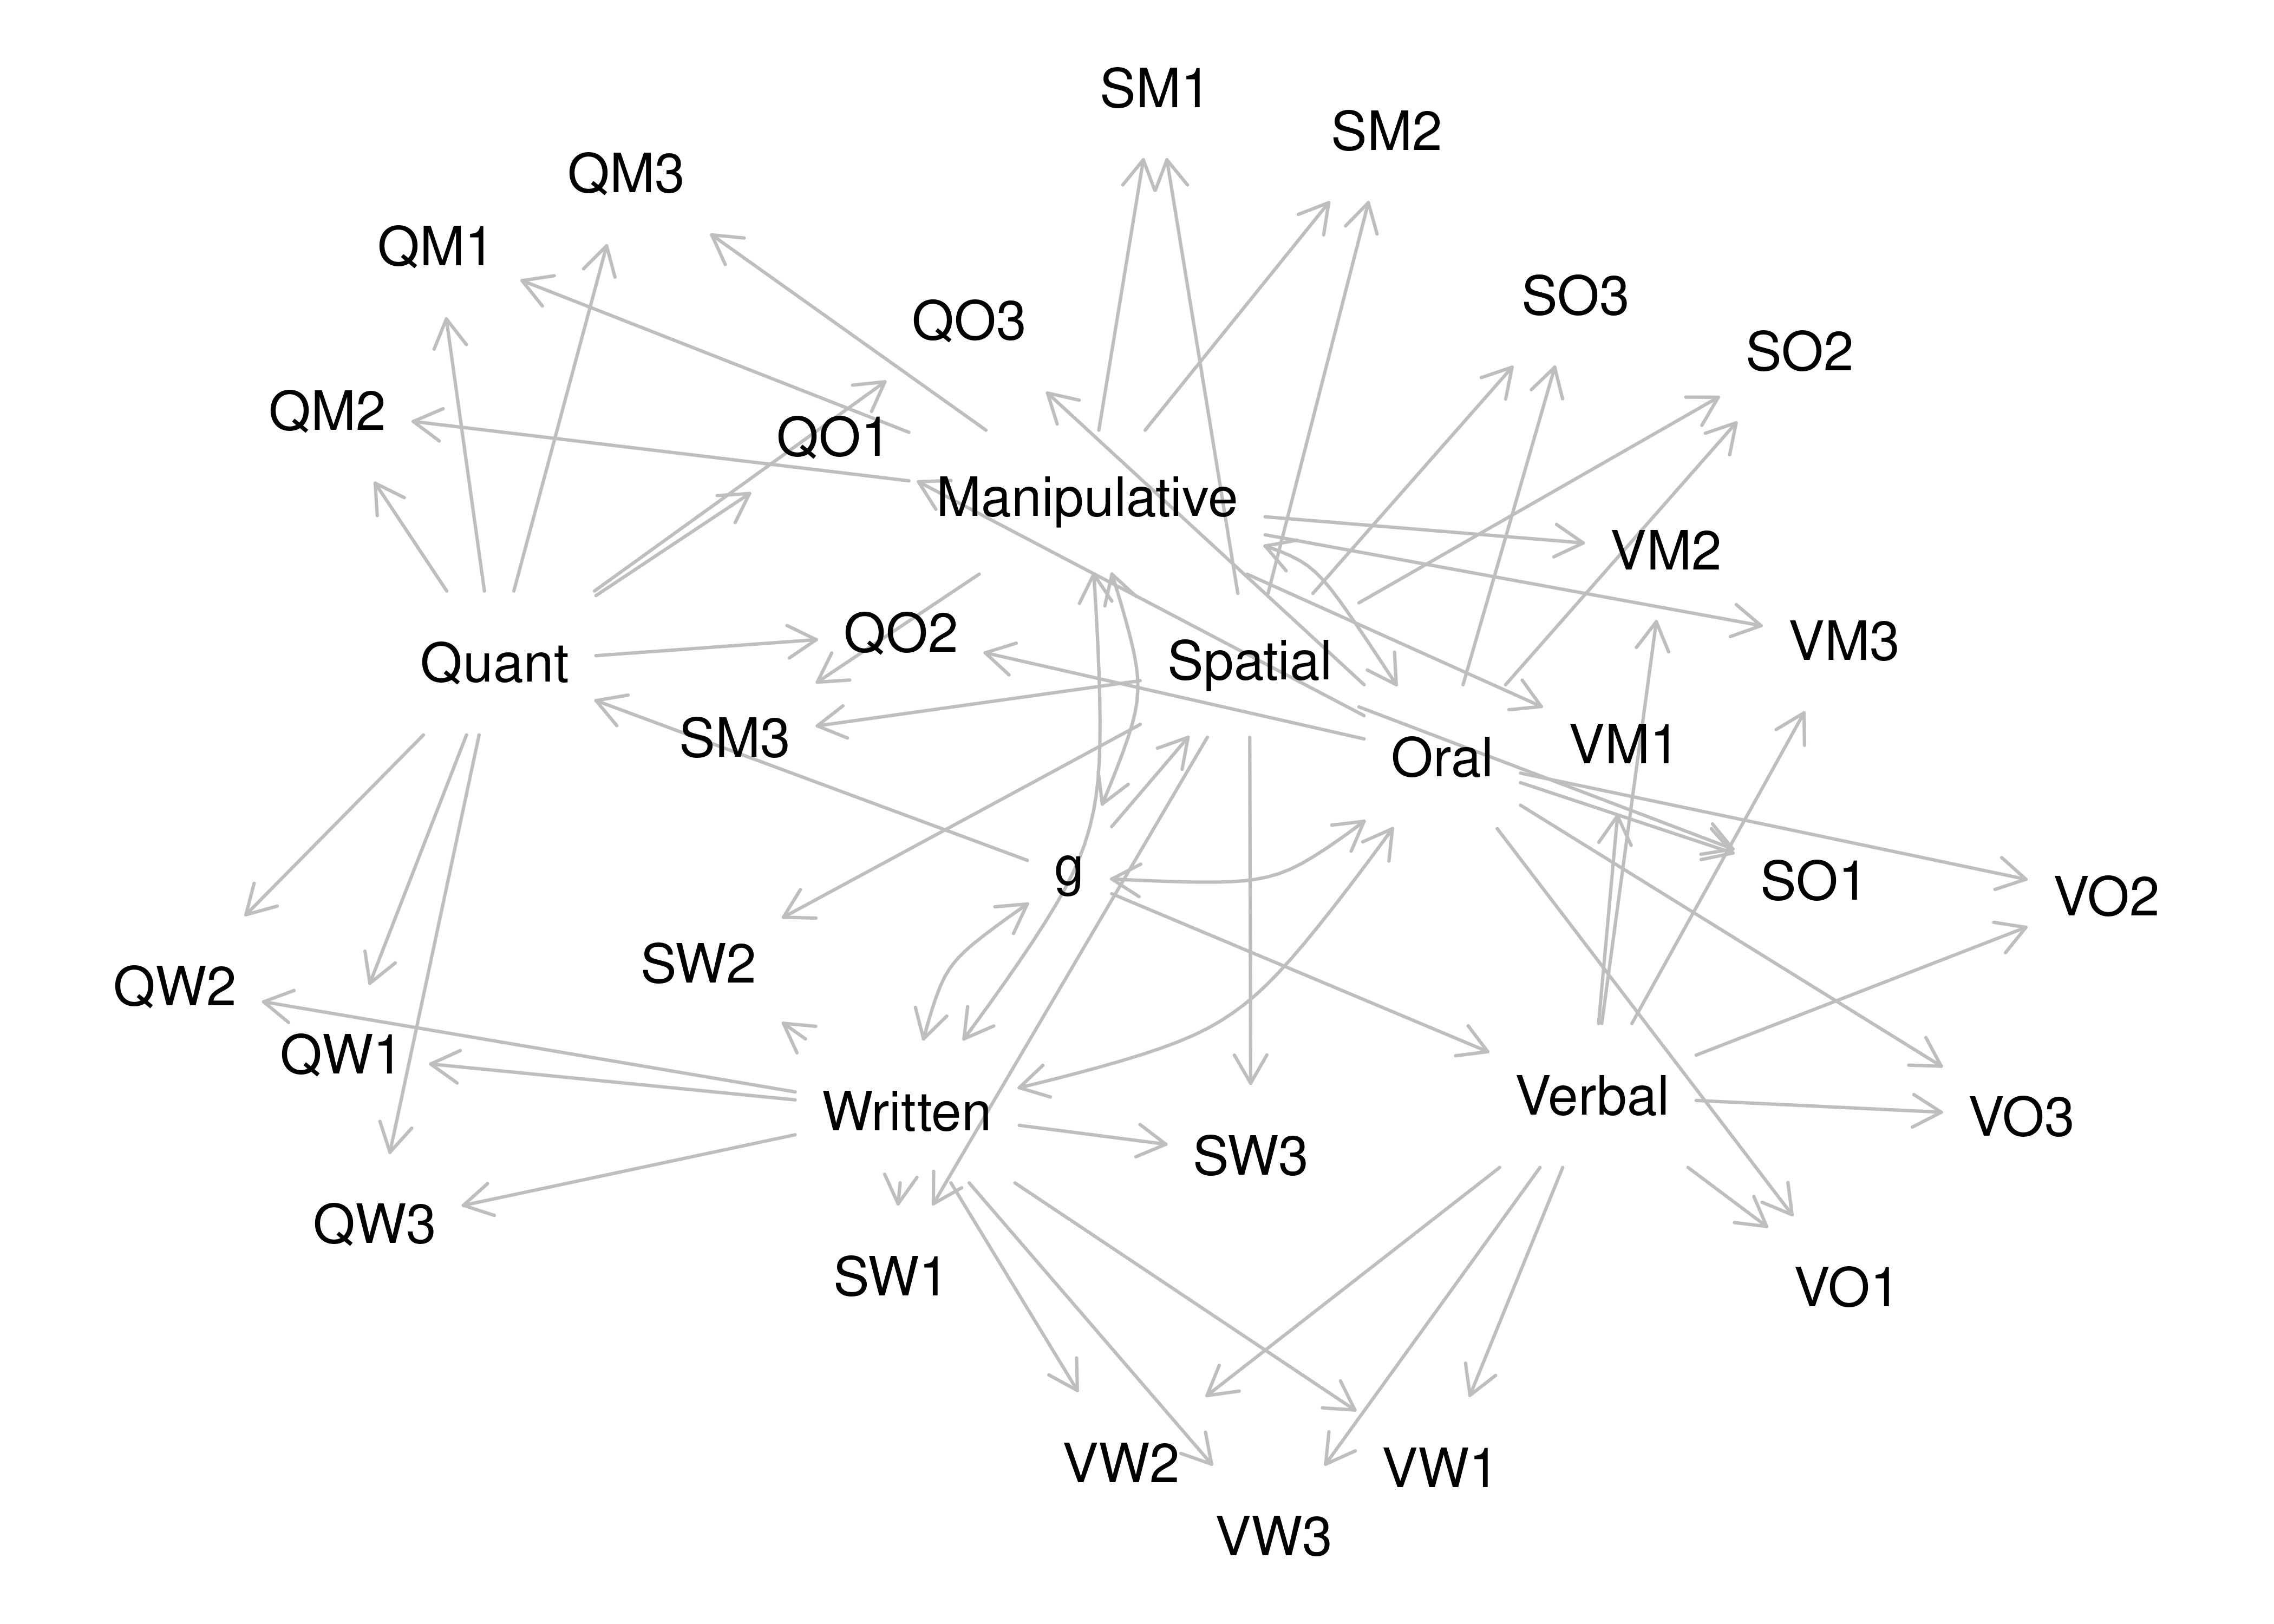 SM1
SM2
QM3
QM1
SO3
QO3
SO2
QM2
QO1
Manipulative
VM2
QO2
VM3
Spatial
Quant
SM3
VM1
Oral
g
SO1
VO2
SW2
QW2
QW1
Verbal
Written
VO3
SW3
QW3
SW1
VO1
VW2
VW1
VW3